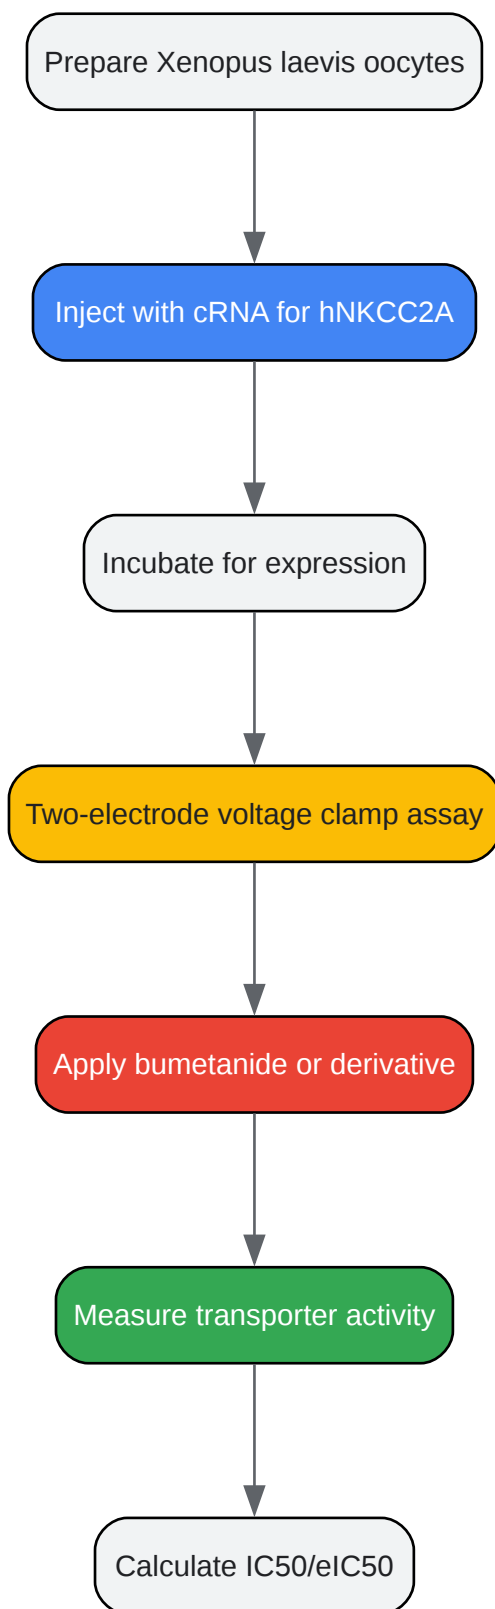 Prepare Xenopus laevis oocytes
Inject with cRNA for hNKCC2A
Incubate for expression
Two-electrode voltage clamp assay
Apply bumetanide or derivative
Measure transporter activity
Calculate IC50/eIC50